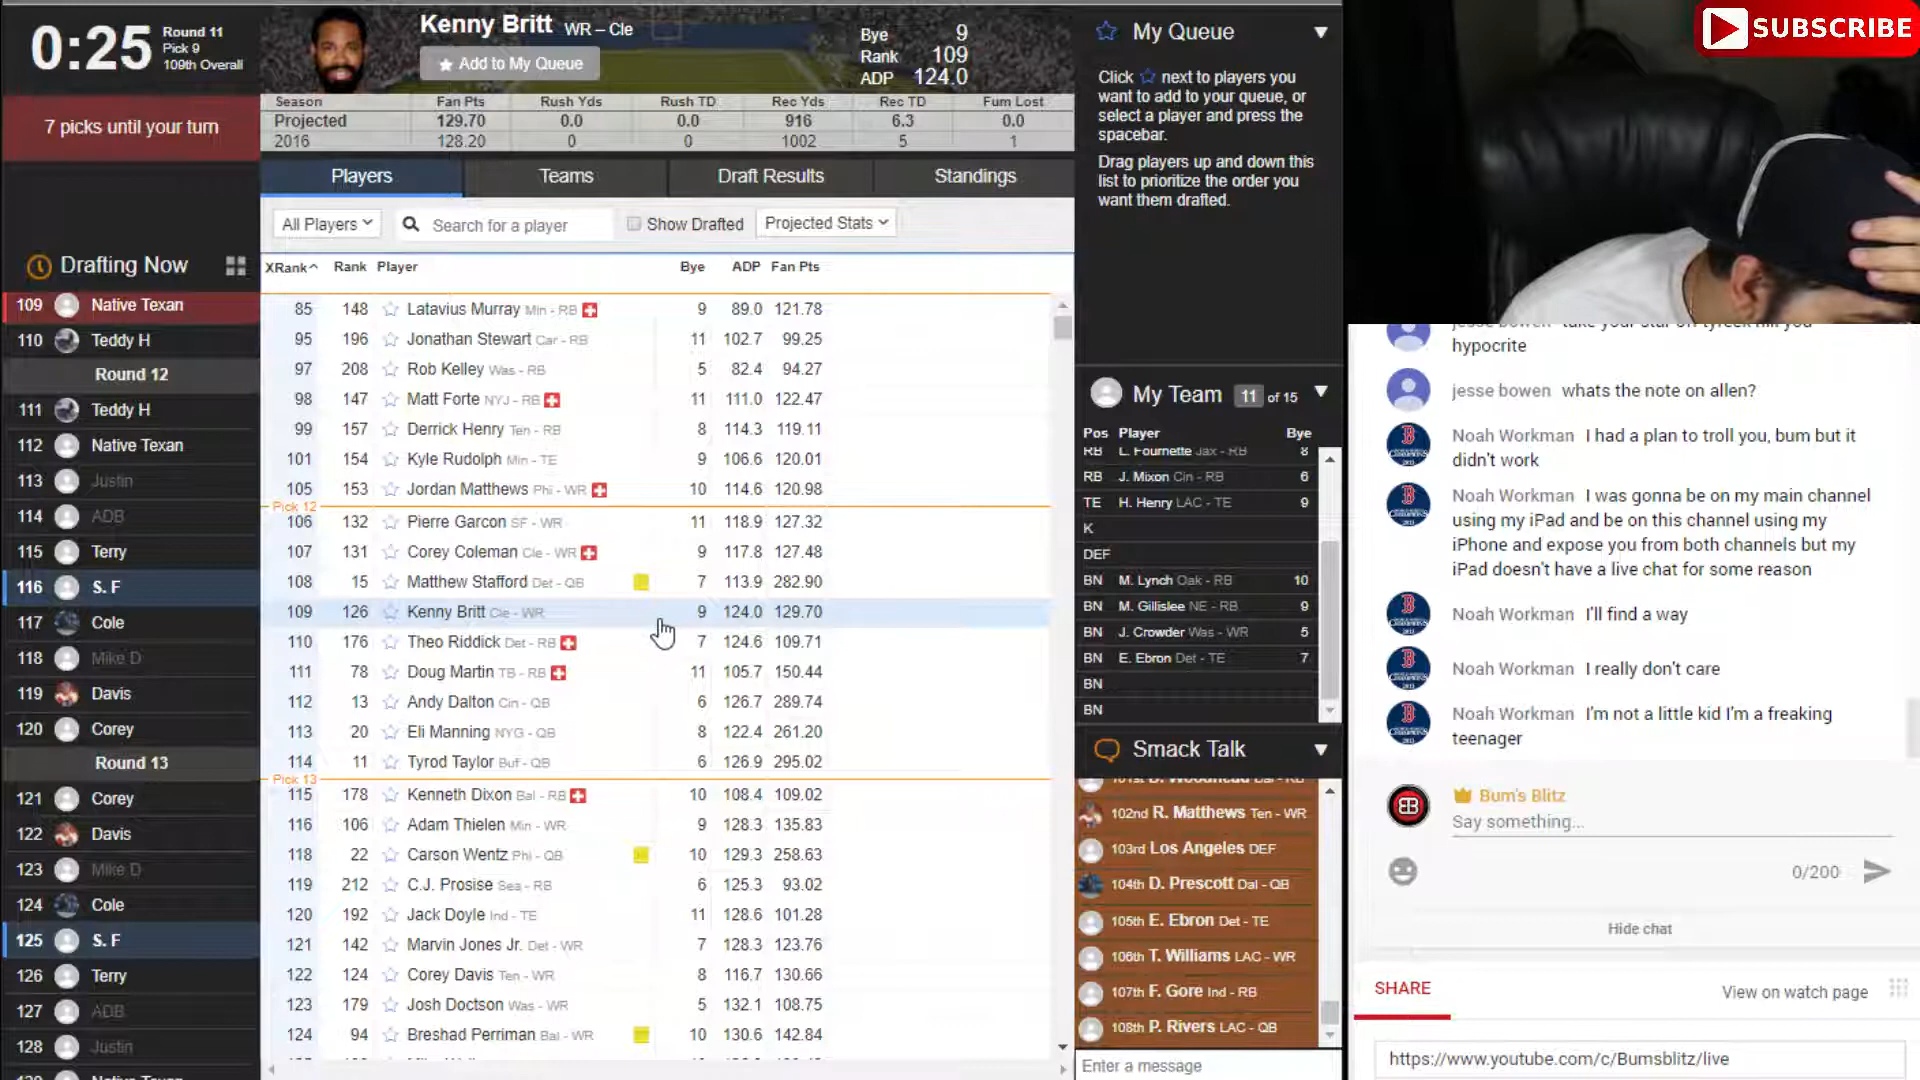 0:25
Round 11
Pick 9
109th Overall
7 picks until your turn
Drafting Now
109 Native Texan
110 Teddy H
Round 12
111 Teddy H
112 Native Texan
113 Justin
114 ADB
115 Terry
116 S. F
117 Cole
118 Mike D
119 Davis
120 Corey
Round 13
121 Corey
122 Davis
123 Mike D
124 Cole
125 S. F
126 Terry
127 ADB
128 Justin
Kenny Britt WR – Cle
Add to My Queue
Bye 9
Rank 109
ADP 124.0
Season Fan Pts Rush Yds Rush TD Rec Yds Rec TD Fum Lost
Projected 129.70 0.0 0.0 916 6.3 0.0
2016 128.20 0 0 1002 5 1
Players Teams Draft Results Standings
All Players Search for a player Show Drafted Projected Stats
XRank^ Rank Player Bye ADP Fan Pts
85 148 Latavius Murray Min - RB 9 89.0 121.78
95 196 Jonathan Stewart Car - RB 11 102.7 99.25
97 208 Rob Kelley Was - RB 5 82.4 94.27
98 147 Matt Forte NYJ - RB 11 111.0 122.47
99 157 Derrick Henry Ten - RB 8 114.3 119.11
101 154 Kyle Rudolph Min - TE 9 106.6 120.01
105 153 Jordan Matthews Phi - WR 10 114.6 120.98
Pick 12
106 132 Pierre Garcon SF - WR 11 118.9 127.32
107 131 Corey Coleman Cle - WR 9 117.8 127.48
108 15 Matthew Stafford Det - QB 7 113.9 282.90
109 126 Kenny Britt Cle - WR 9 124.0 129.70
110 176 Theo Riddick Det - RB 7 124.6 109.71
111 78 Doug Martin TB - RB 11 105.7 150.44
112 13 Andy Dalton Cin - QB 6 126.7 289.74
113 20 Eli Manning NYG - QB 8 122.4 261.20
114 11 Tyrod Taylor Buf - QB 6 126.9 295.02
Pick 13
115 178 Kenneth Dixon Bal - RB 10 108.4 109.02
116 106 Adam Thielen Min - WR 9 128.3 135.83
118 22 Carson Wentz Phi - QB 10 129.3 258.63
119 212 C.J. Prosise Sea - RB 6 125.3 93.02
120 192 Jack Doyle Ind - TE 11 128.6 101.28
121 142 Marvin Jones Jr. Det - WR 7 128.3 123.76
122 124 Corey Davis Ten - WR 8 116.7 130.66
123 179 Josh Doctson Was - WR 5 132.1 108.75
124 94 Breshad Perriman Bal - WR 10 130.6 142.84
My Queue
Click next to players you
want to add to your queue, or
select a player and press the
spacebar.
Drag players up and down this
list to prioritize the order you
want them drafted.
My Team 11 of 15
Pos Player Bye
RB L. Fournette Jax - RB 8
RB J. Mixon Cin - RB 6
TE H. Henry LAC - TE 9
K
DEF
BN M. Lynch Oak - RB 10
BN M. Gillislee NE - RB 9
BN J. Crowder Was - WR 5
BN E. Ebron Det - TE 7
BN
BN
Smack Talk
101st D. Woodhead Bal - RB
102nd R. Matthews Ten - WR
103rd Los Angeles DEF
104th D. Prescott Dal - QB
105th E. Ebron Det - TE
106th T. Williams LAC - WR
107th F. Gore Ind - RB
108th P. Rivers LAC - QB
Enter a message
SUBSCRIBE
jesse bowen take your star off tyreek hill you
hypocrite
jesse bowen whats the note on allen?
Noah Workman I had a plan to troll you, bum but it
didn't work
Noah Workman I was gonna be on my main channel
using my iPad and be on this channel using my
iPhone and expose you from both channels but my
iPad doesn't have a live chat for some reason
Noah Workman I'll find a way
Noah Workman I really don't care
Noah Workman I'm not a little kid I'm a freaking
teenager
Bum's Blitz
Say something...
0/200
Hide chat
SHARE View on watch page
https://www.youtube.com/c/Bumsblitz/live